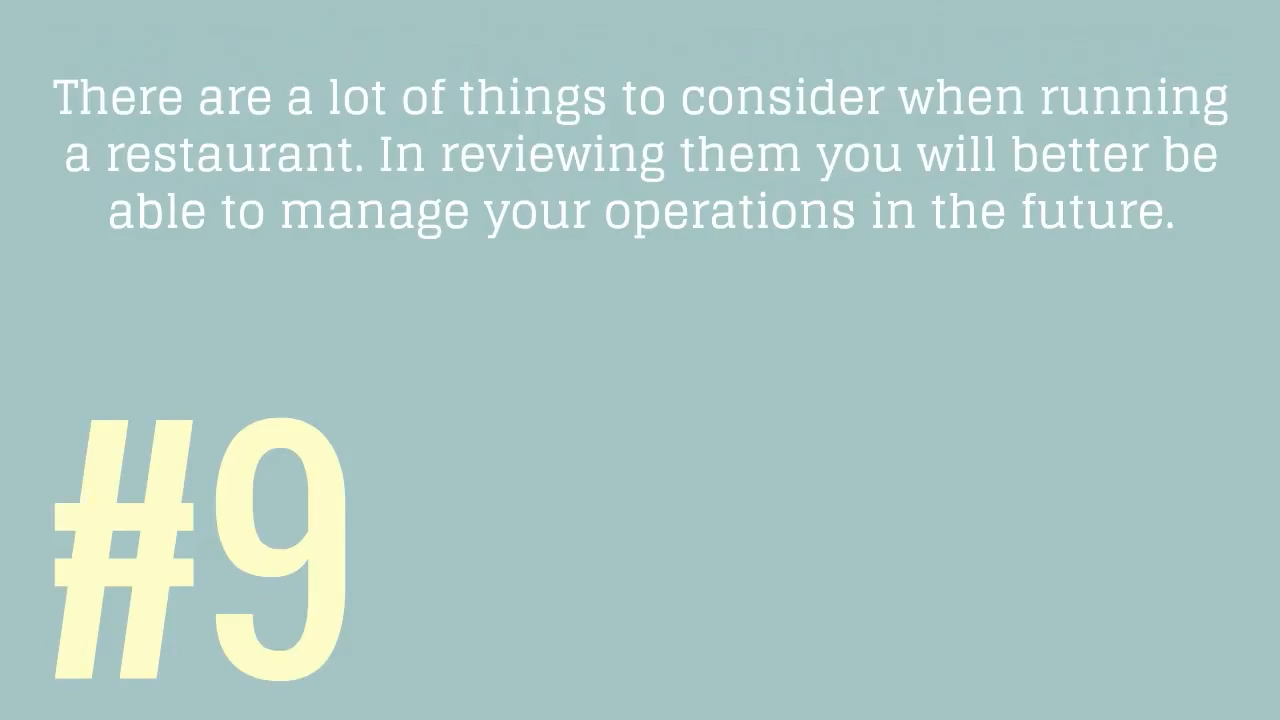 There are a lot of things to consider when running
a restaurant. In reviewing them you will better be
able to manage your operations in the future.
#9